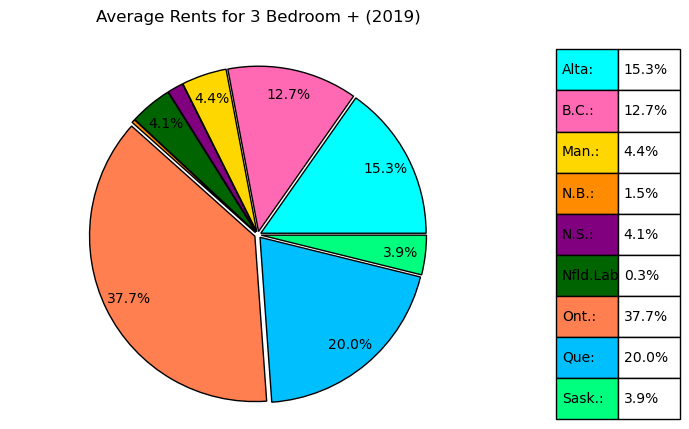 Average Rents for 3 Bedroom + (2019)
15.3%
12.7%
4.4%
4.1%
37.7%
20.0%
3.9%
Alta: 15.3%
B.C.: 12.7%
Man.: 4.4%
N.B.: 1.5%
N.S.: 4.1%
Nfld.Lab 0.3%
Ont.: 37.7%
Que: 20.0%
Sask.: 3.9%